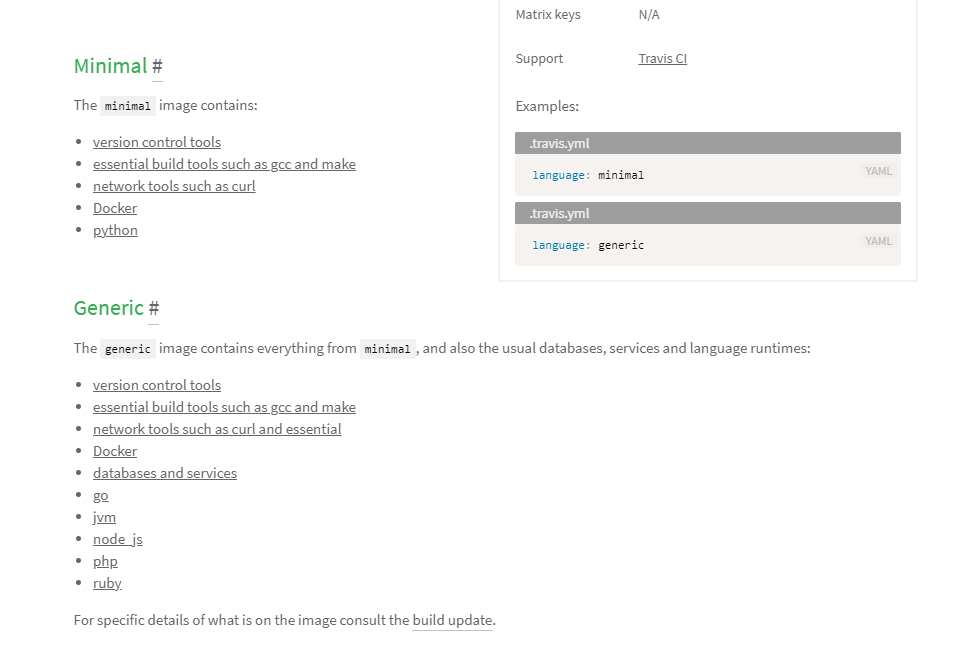 Matrix keys N/A
Support Travis CI
Examples:
.travis.yml
language: minimal
YAML
.travis.yml
language: generic
YAML
Minimal #
The minimal image contains:
version control tools
essential build tools such as gcc and make
network tools such as curl
Docker
python
Generic #
The generic image contains everything from minimal, and also the usual databases, services and language runtimes:
version control tools
essential build tools such as gcc and make
network tools such as curl and essential
Docker
databases and services
go
jvm
node_js
php
ruby
For specific details of what is on the image consult the build update.